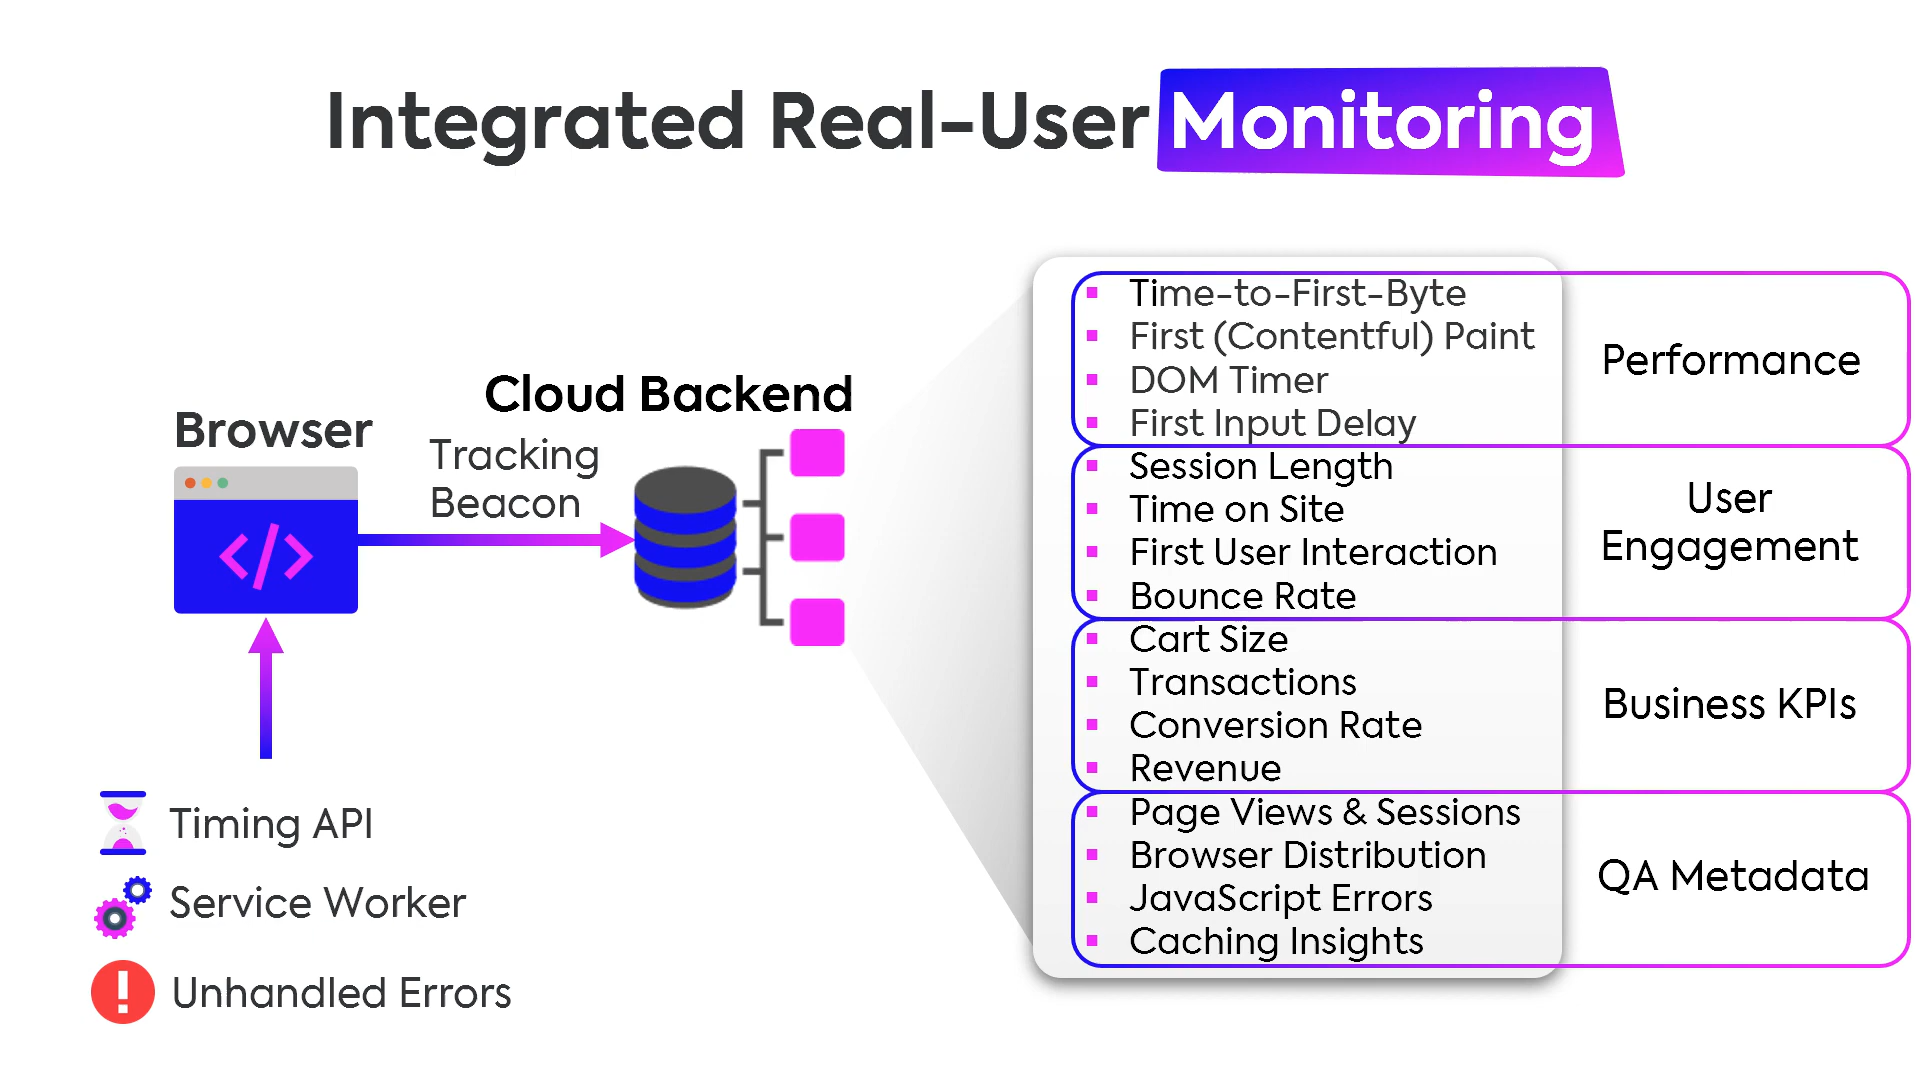 Integrated Real-User Monitoring
Browser
Cloud Backend
Tracking
Beacon
</>
Timing API
Service Worker
Unhandled Errors
Time-to-First-Byte
First (Contentful) Paint
DOM Timer
First Input Delay
Performance
Session Length
Time on Site
First User Interaction
Bounce Rate
User
Engagement
Cart Size
Transactions
Conversion Rate
Revenue
Business KPIs
Page Views & Sessions
Browser Distribution
JavaScript Errors
Caching Insights
QA Metadata